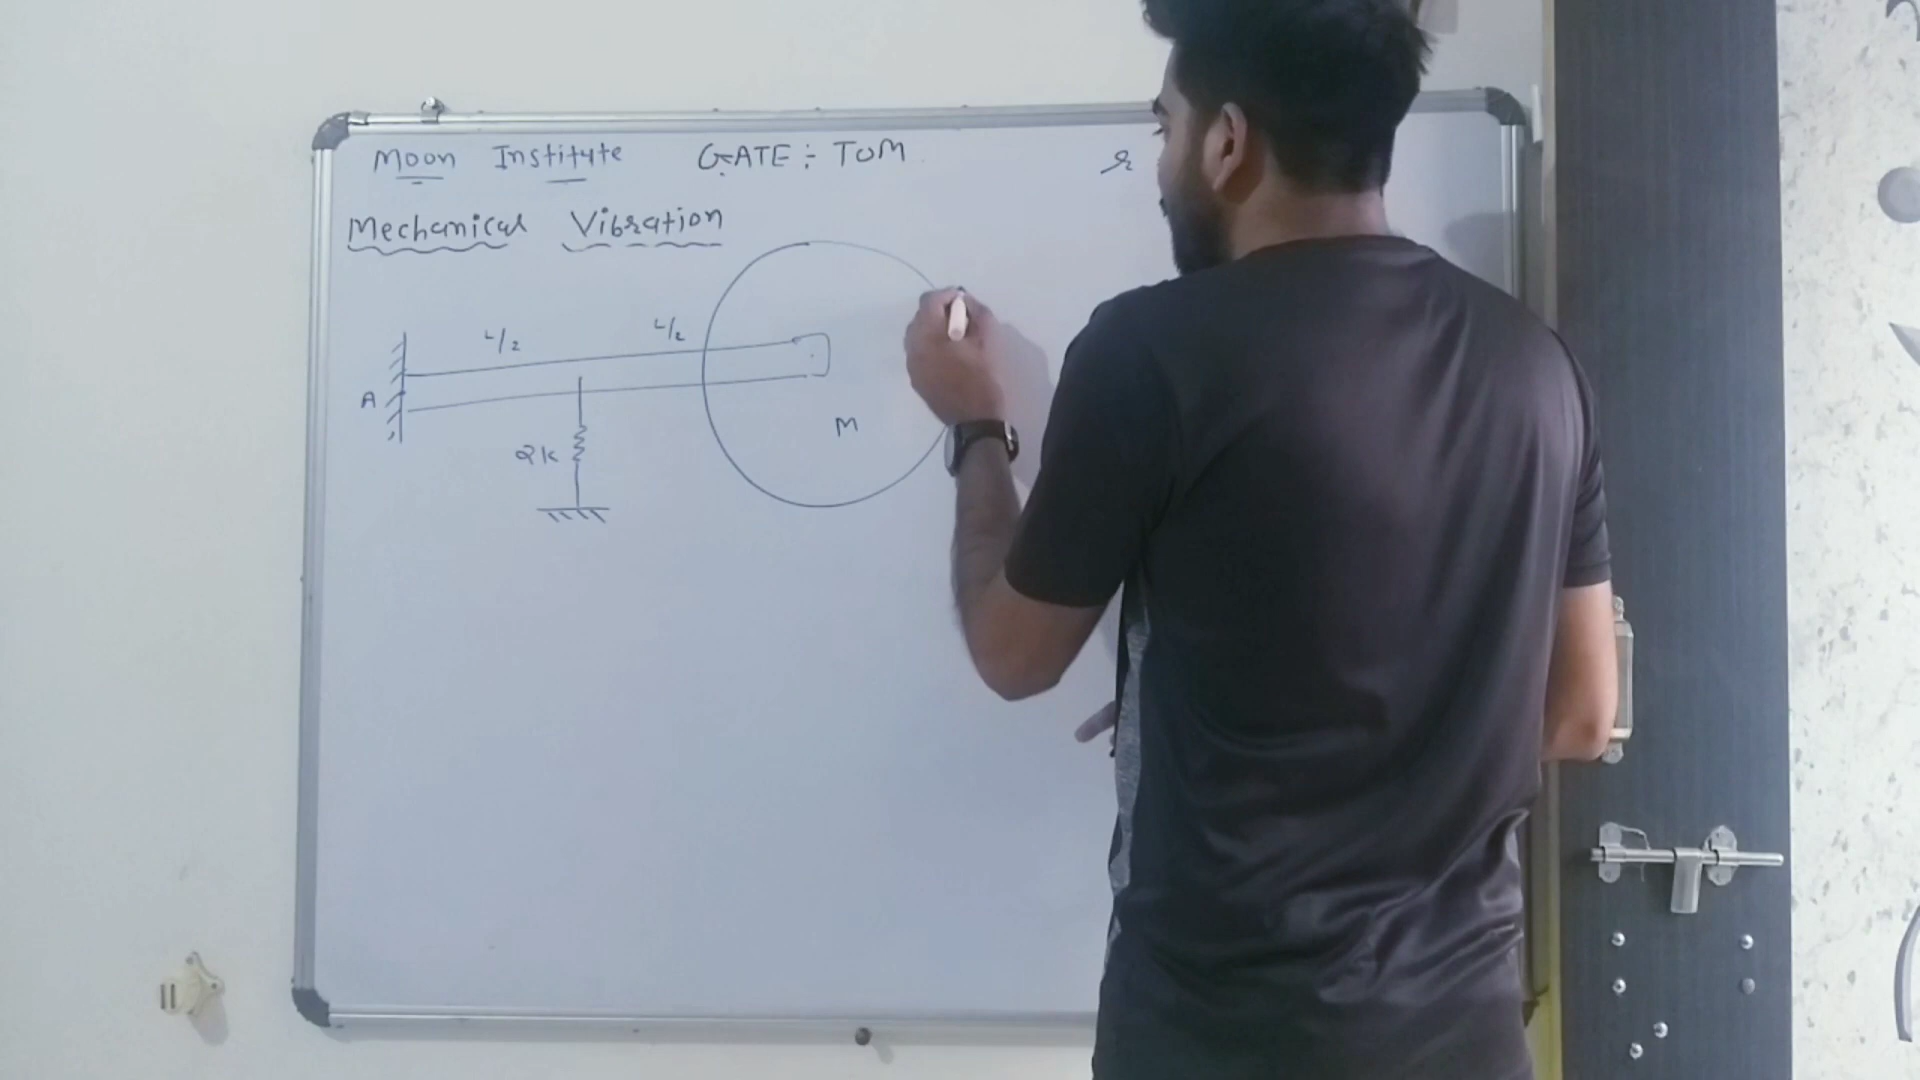 Moon Institute GATE : TOM
Mechanical Vibration
L/2 L/2
A
M
2k